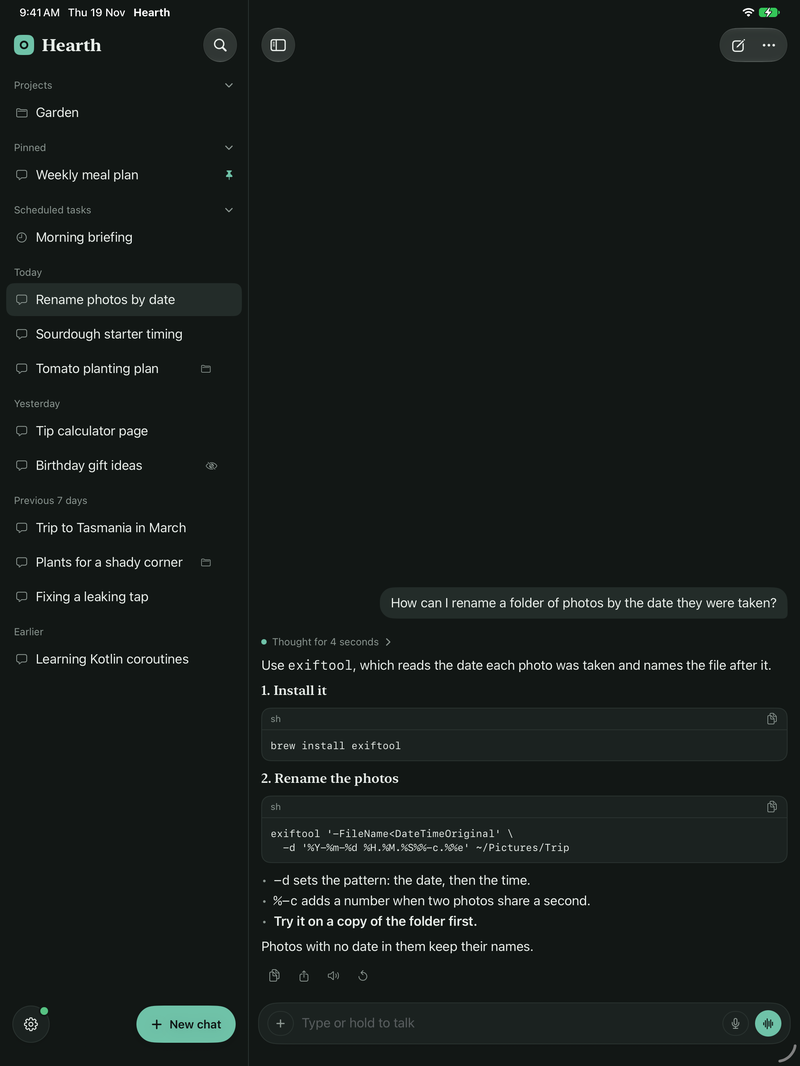 9:41 AM Thu 19 Nov Hearth
Hearth
Projects
Garden
Pinned
Weekly meal plan
Scheduled tasks
Morning briefing
Today
Rename photos by date
Sourdough starter timing
Tomato planting plan
Yesterday
Tip calculator page
Birthday gift ideas
Previous 7 days
Trip to Tasmania in March
Plants for a shady corner
Fixing a leaking tap
Earlier
Learning Kotlin coroutines
New chat
How can I rename a folder of photos by the date they were taken?
Thought for 4 seconds
Use exiftool, which reads the date each photo was taken and names the file after it.
1. Install it
sh
brew install exiftool
2. Rename the photos
sh
exiftool '-FileName<DateTimeOriginal' \
-d '%Y-%m-%d %H.%M.%S%%-c.%%e' ~/Pictures/Trip
• -d sets the pattern: the date, then the time.
• %-c adds a number when two photos share a second.
• Try it on a copy of the folder first.
Photos with no date in them keep their names.
Type or hold to talk